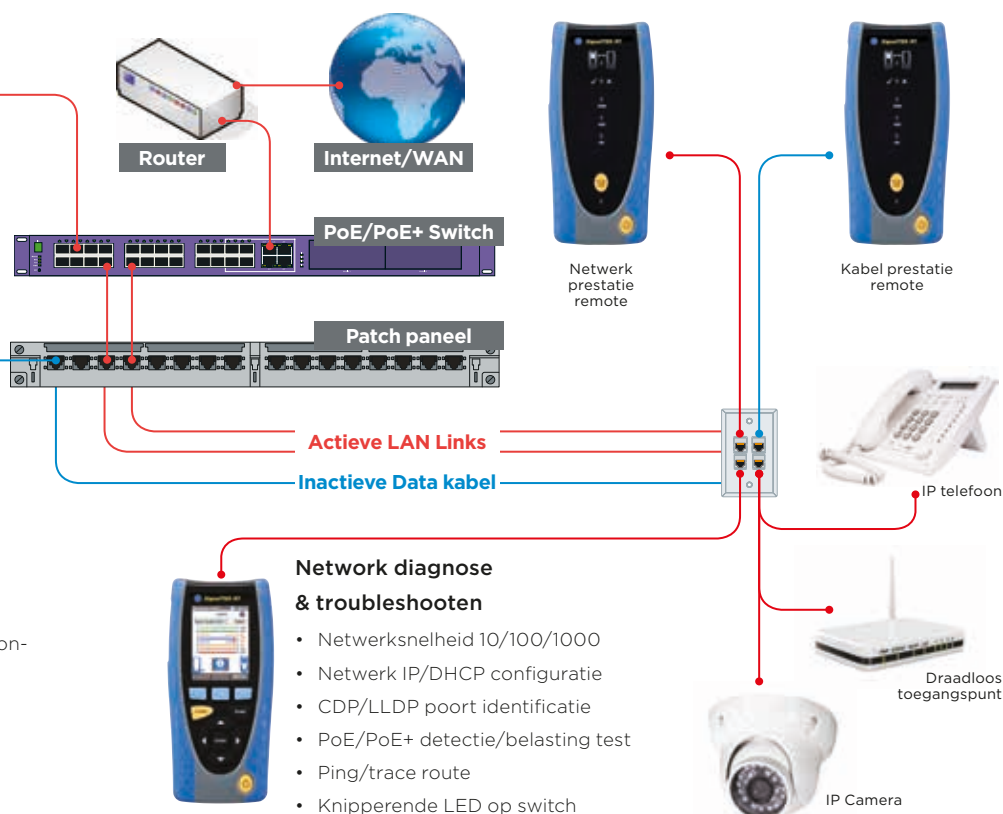 Router
Internet/WAN
PoE/PoE+ Switch
Netwerk
prestatie
remote
Kabel prestatie
remote
Patch paneel
Actieve LAN Links
Inactieve Data kabel
IP telefoon
Network diagnose
& troubleshooten
• Netwerksnelheid 10/100/1000
• Netwerk IP/DHCP configuratie
• CDP/LLDP poort identificatie
• PoE/PoE+ detectie/belasting test
• Ping/trace route
• Knipperende LED op switch
on-
Draadloos
toegangspunt
IP Camera